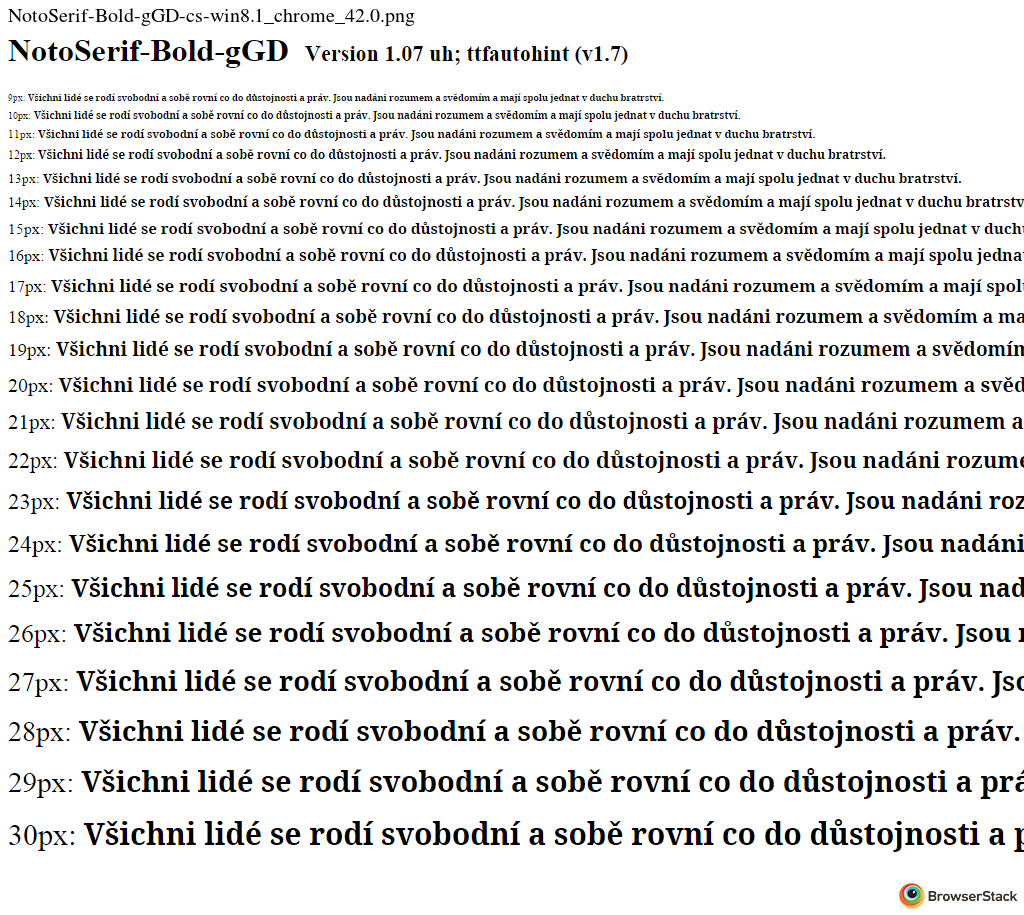 NotoSerif-Bold-gGD-cs-win8.1_chrome_42.0.png
NotoSerif-Bold-gGD Version 1.07 uh; ttfautohint (v1.7)
9px: Všichni lidé se rodí svobodní a sobě rovní co do důstojnosti a práv. Jsou nadáni rozumem a svědomím a mají spolu jednat v duchu bratrství.
10px: Všichni lidé se rodí svobodní a sobě rovní co do důstojnosti a práv. Jsou nadáni rozumem a svědomím a mají spolu jednat v duchu bratrství.
11px: Všichni lidé se rodí svobodní a sobě rovní co do důstojnosti a práv. Jsou nadáni rozumem a svědomím a mají spolu jednat v duchu bratrství.
12px: Všichni lidé se rodí svobodní a sobě rovní co do důstojnosti a práv. Jsou nadáni rozumem a svědomím a mají spolu jednat v duchu bratrství.
13px: Všichni lidé se rodí svobodní a sobě rovní co do důstojnosti a práv. Jsou nadáni rozumem a svědomím a mají spolu jednat v duchu bratrství.
14px: Všichni lidé se rodí svobodní a sobě rovní co do důstojnosti a práv. Jsou nadáni rozumem a svědomím a mají spolu jednat v duchu bratrstv
15px: Všichni lidé se rodí svobodní a sobě rovní co do důstojnosti a práv. Jsou nadáni rozumem a svědomím a mají spolu jednat v duch
16px: Všichni lidé se rodí svobodní a sobě rovní co do důstojnosti a práv. Jsou nadáni rozumem a svědomím a mají spolu jedna
17px: Všichni lidé se rodí svobodní a sobě rovní co do důstojnosti a práv. Jsou nadáni rozumem a svědomím a mají spol
18px: Všichni lidé se rodí svobodní a sobě rovní co do důstojnosti a práv. Jsou nadáni rozumem a svědomím a ma
19px: Všichni lidé se rodí svobodní a sobě rovní co do důstojnosti a práv. Jsou nadáni rozumem a svědomím
20px: Všichni lidé se rodí svobodní a sobě rovní co do důstojnosti a práv. Jsou nadáni rozumem a svěd
21px: Všichni lidé se rodí svobodní a sobě rovní co do důstojnosti a práv. Jsou nadáni rozumem a
22px: Všichni lidé se rodí svobodní a sobě rovní co do důstojnosti a práv. Jsou nadáni rozume
23px: Všichni lidé se rodí svobodní a sobě rovní co do důstojnosti a práv. Jsou nadáni roz
24px: Všichni lidé se rodí svobodní a sobě rovní co do důstojnosti a práv. Jsou nadáni
25px: Všichni lidé se rodí svobodní a sobě rovní co do důstojnosti a práv. Jsou nad
26px: Všichni lidé se rodí svobodní a sobě rovní co do důstojnosti a práv. Jsou
27px: Všichni lidé se rodí svobodní a sobě rovní co do důstojnosti a práv. Jso
28px: Všichni lidé se rodí svobodní a sobě rovní co do důstojnosti a práv.
29px: Všichni lidé se rodí svobodní a sobě rovní co do důstojnosti a prá
30px: Všichni lidé se rodí svobodní a sobě rovní co do důstojnosti a p
BrowserStack